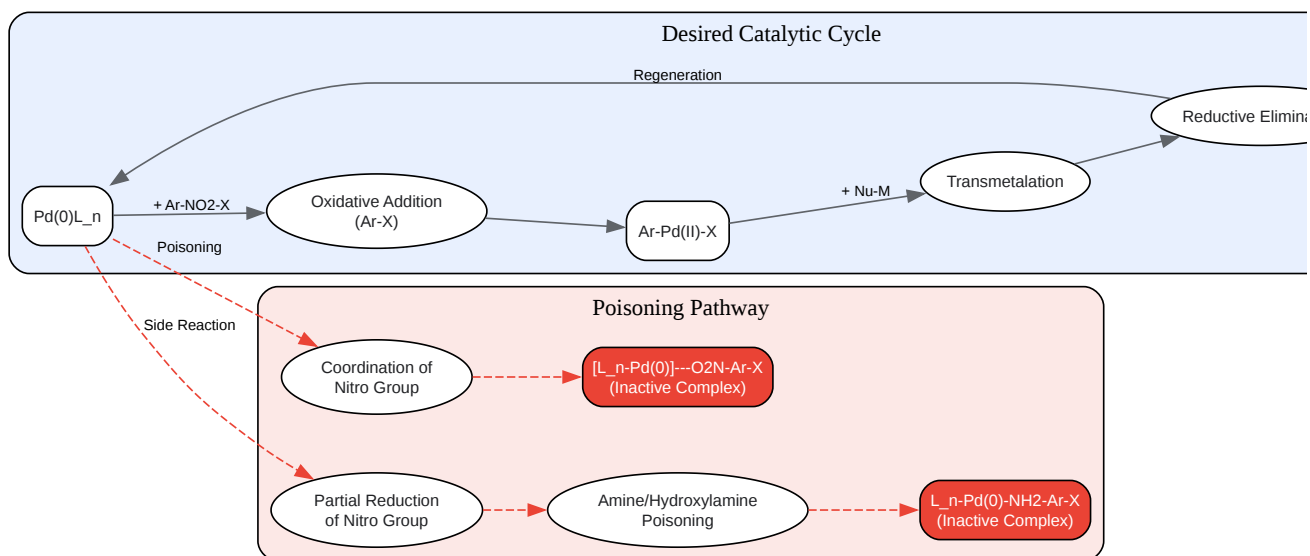 Desired Catalytic Cycle
Regeneration
Reductive Elimina
Transmetalation
+ Nu-M
+ Ar-NO2-X
Oxidative Addition
(Ar-X)
Pd(0)L_n
Ar-Pd(II)-X
Poisoning
Side Reaction
Poisoning Pathway
Coordination of
Nitro Group
[L_n-Pd(0)]---O2N-Ar-X
(Inactive Complex)
Partial Reduction
of Nitro Group
Amine/Hydroxylamine
Poisoning
L_n-Pd(0)-NH2-Ar-X
(Inactive Complex)